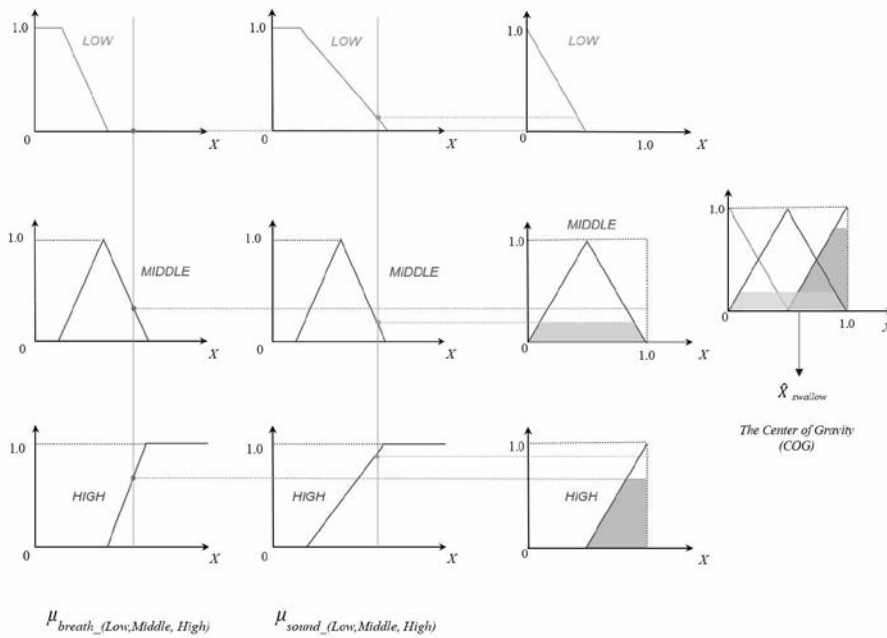 1.0
LOW
0
X
1.0
LOW
0
X
1.0
LOW
0
1.0
X
1.0
MIDDLE
0
X
1.0
MIDDLE
0
X
MIDDLE
1.0
0
1.0
X
1.0
0
1.0
X
X̂ swallow
The Center of Gravity
(COG)
1.0
HIGH
0
X
1.0
HIGH
0
X
1.0
HIGH
0
X
μ breath_(Low,Middle, High)
μ sound_(Low,Middle, High)